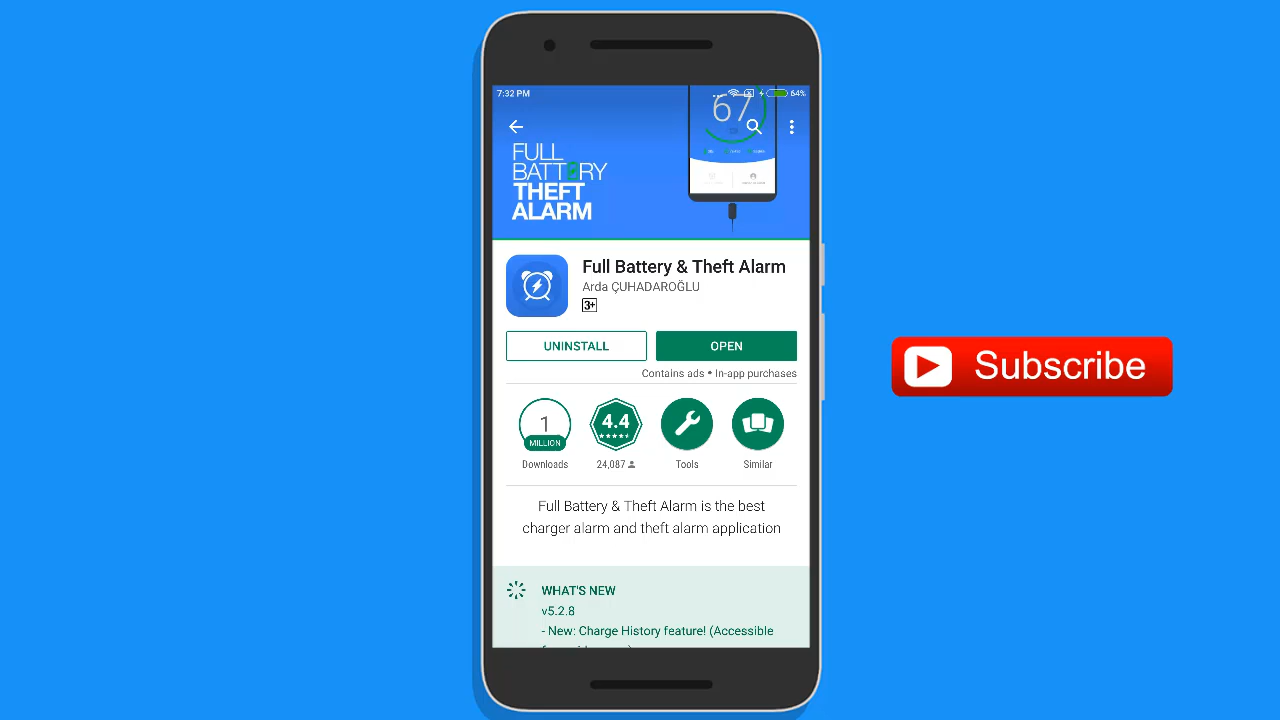 7:32 PM
64%
67
FULL
BATTERY
THEFT
ALARM
Full Battery & Theft Alarm
Arda ÇUHADAROĞLU
3+
UNINSTALL
OPEN
Contains ads • In-app purchases
1
MILLION
Downloads
4.4
24,087
Tools
Similar
Full Battery & Theft Alarm is the best
charger alarm and theft alarm application
WHAT'S NEW
v5.2.8
- New: Charge History feature! (Accessible
Subscribe